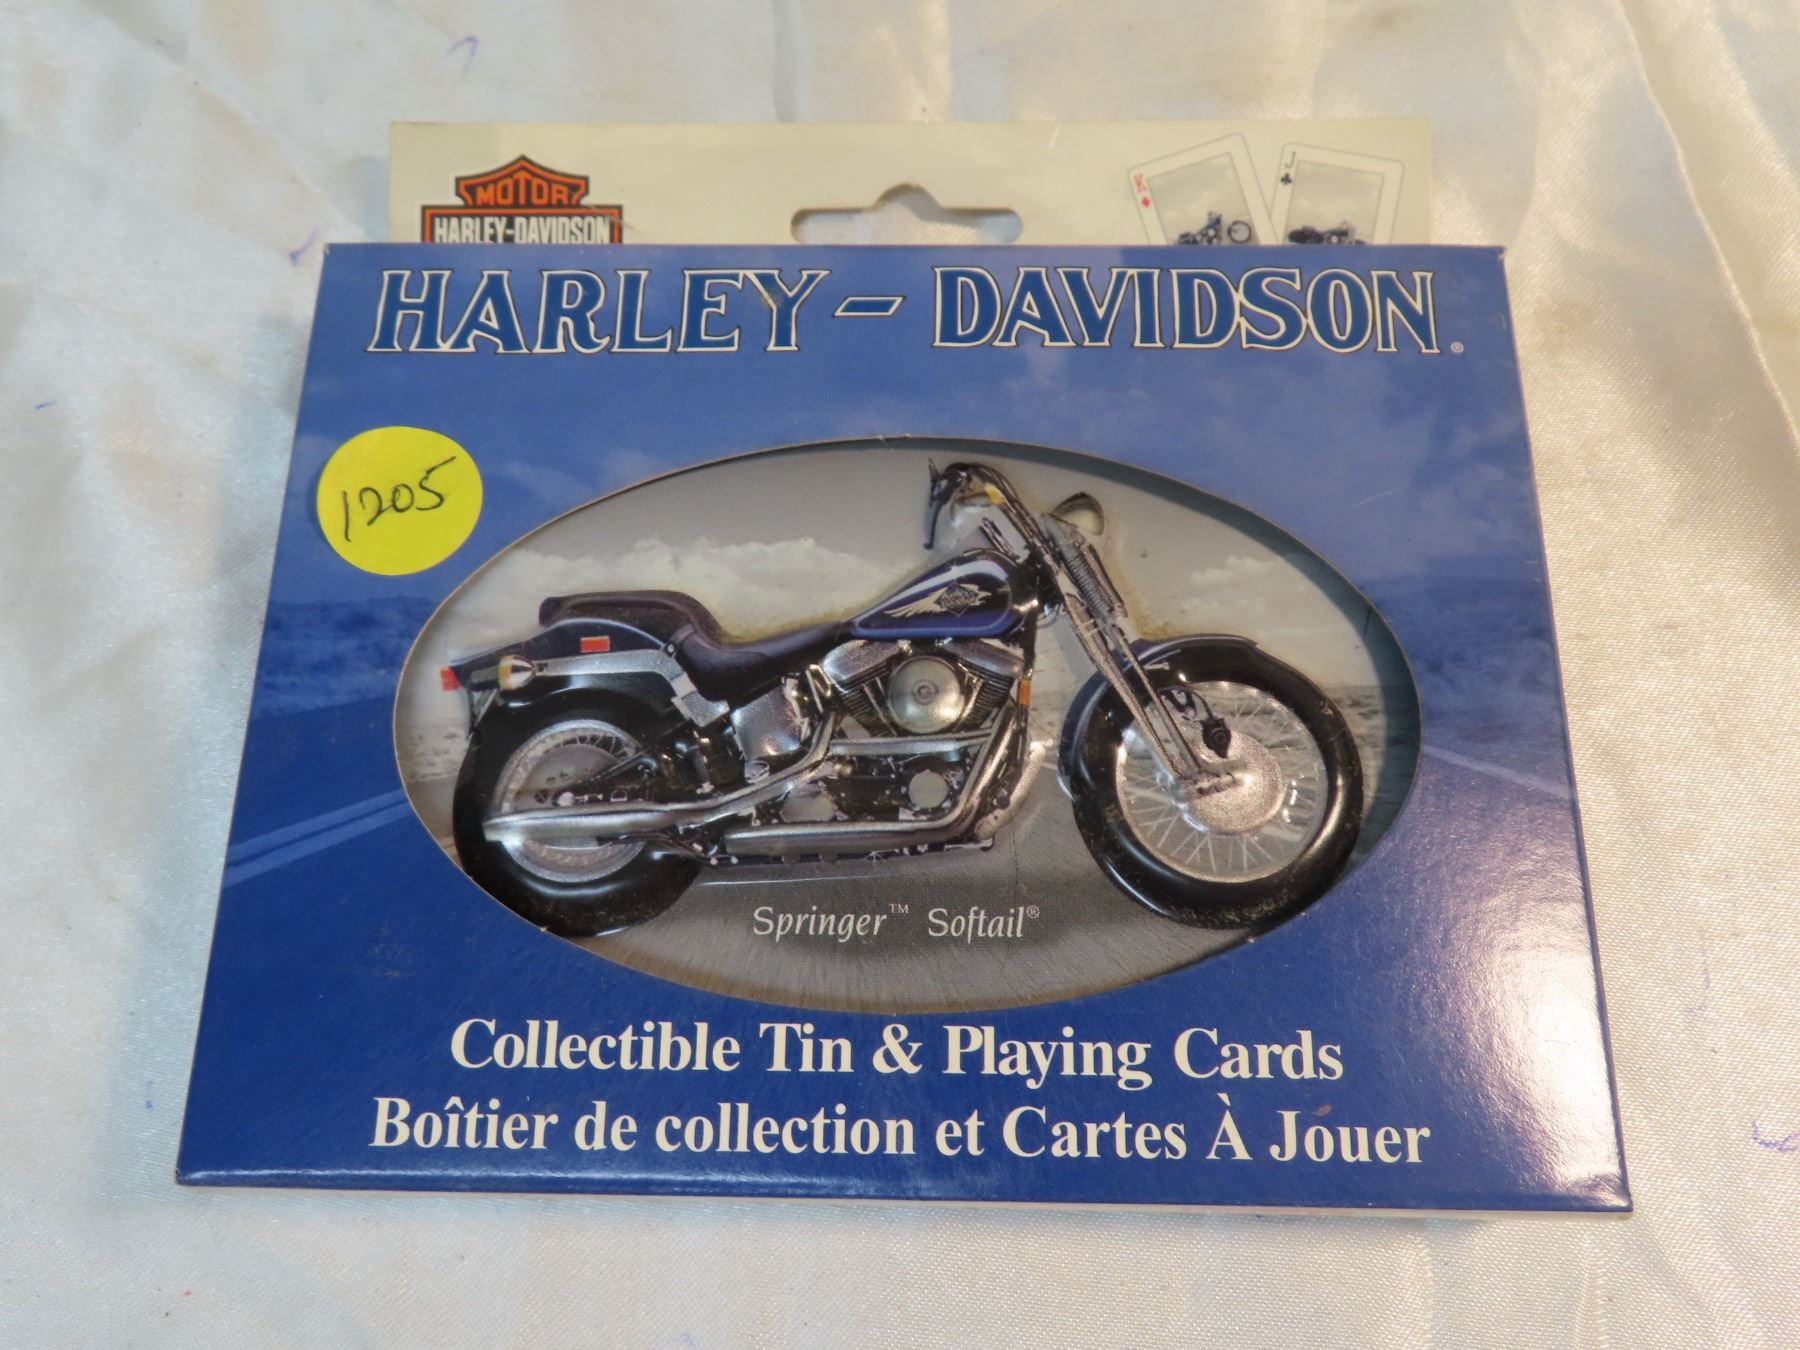 MOTOR
HARLEY-DAVIDSON
K
J
HARLEY-DAVIDSON®
1205
Springer™ Softail®
Collectible Tin & Playing Cards
Boîtier de collection et Cartes À Jouer